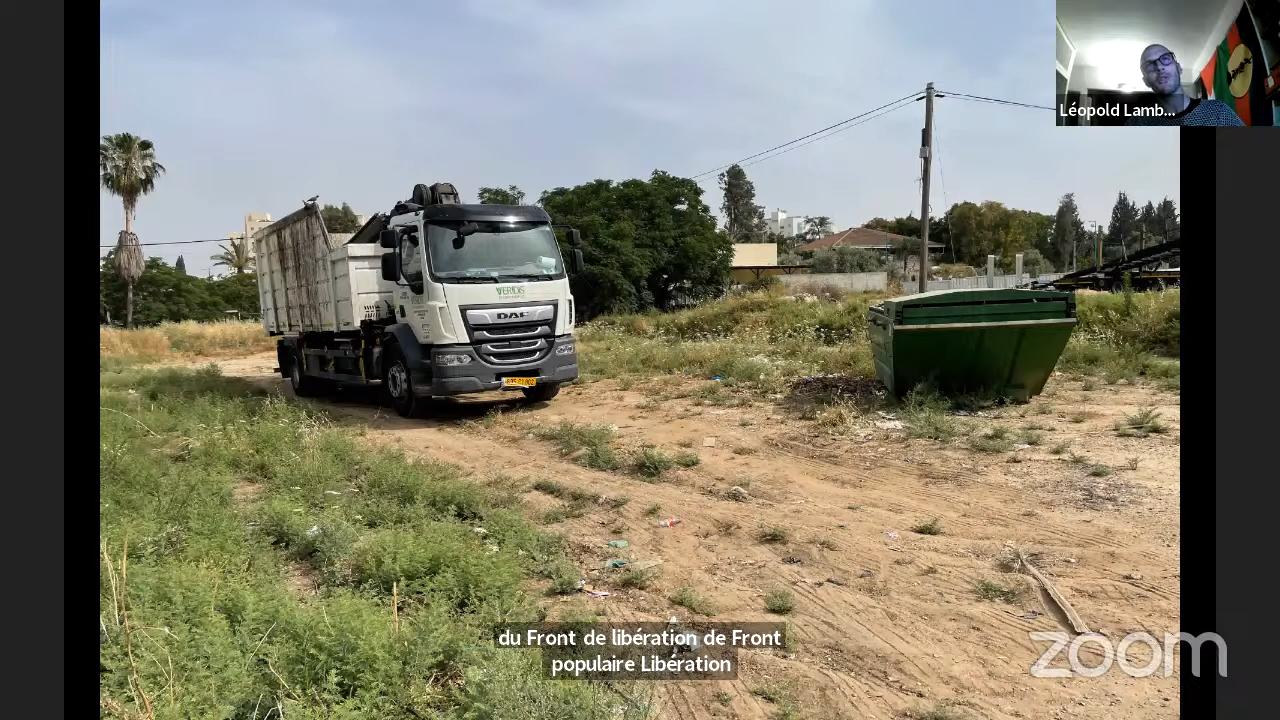 Léopold Lamb...
VERIDIS
DAF
du Front de libération de Front
populaire Libération
zoom